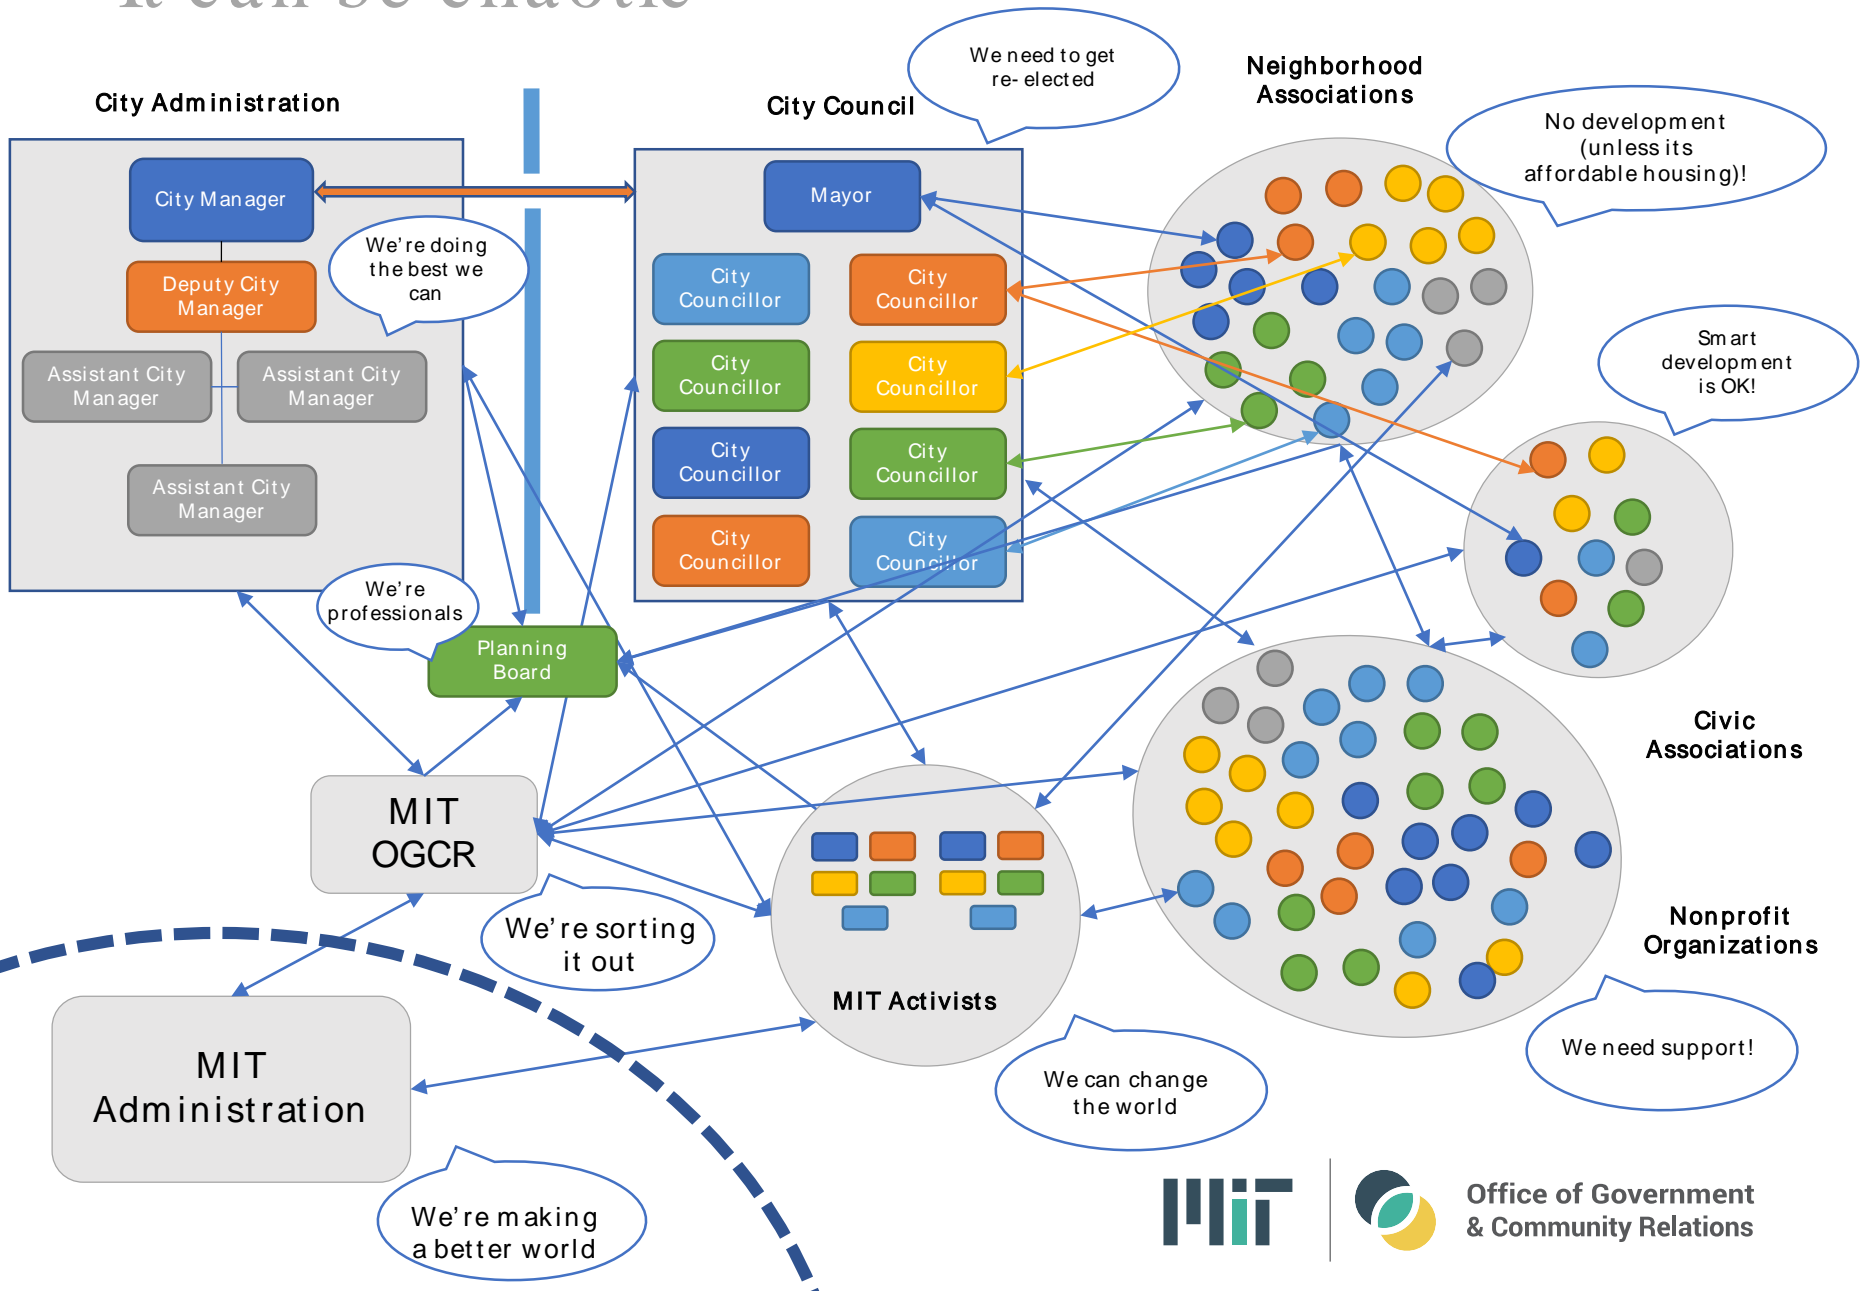 It can be chaotic
We need to get
re- elected
Neighborhood
Associations
City Administration
City Council
No development
(unless its
affordable housing)!
City Manager
Mayor
We're doing
the best we
can
Deputy City
Manager
City
Councillor
City
Councillor
Smart
development
is OK!
Assistant City
Manager
Assistant City
Manager
City
Councillor
City
Councillor
Assistant City
Manager
City
Councillor
City
Councillor
City
Councillor
City
Councillor
We're
professionals
Planning
Board
Civic
Associations
MIT
OGCR
We're sorting
it out
Nonprofit
Organizations
MIT Activists
We need support!
MIT
Administration
We can change
the world
We're making
a better world
MIT
Office of Government
& Community Relations